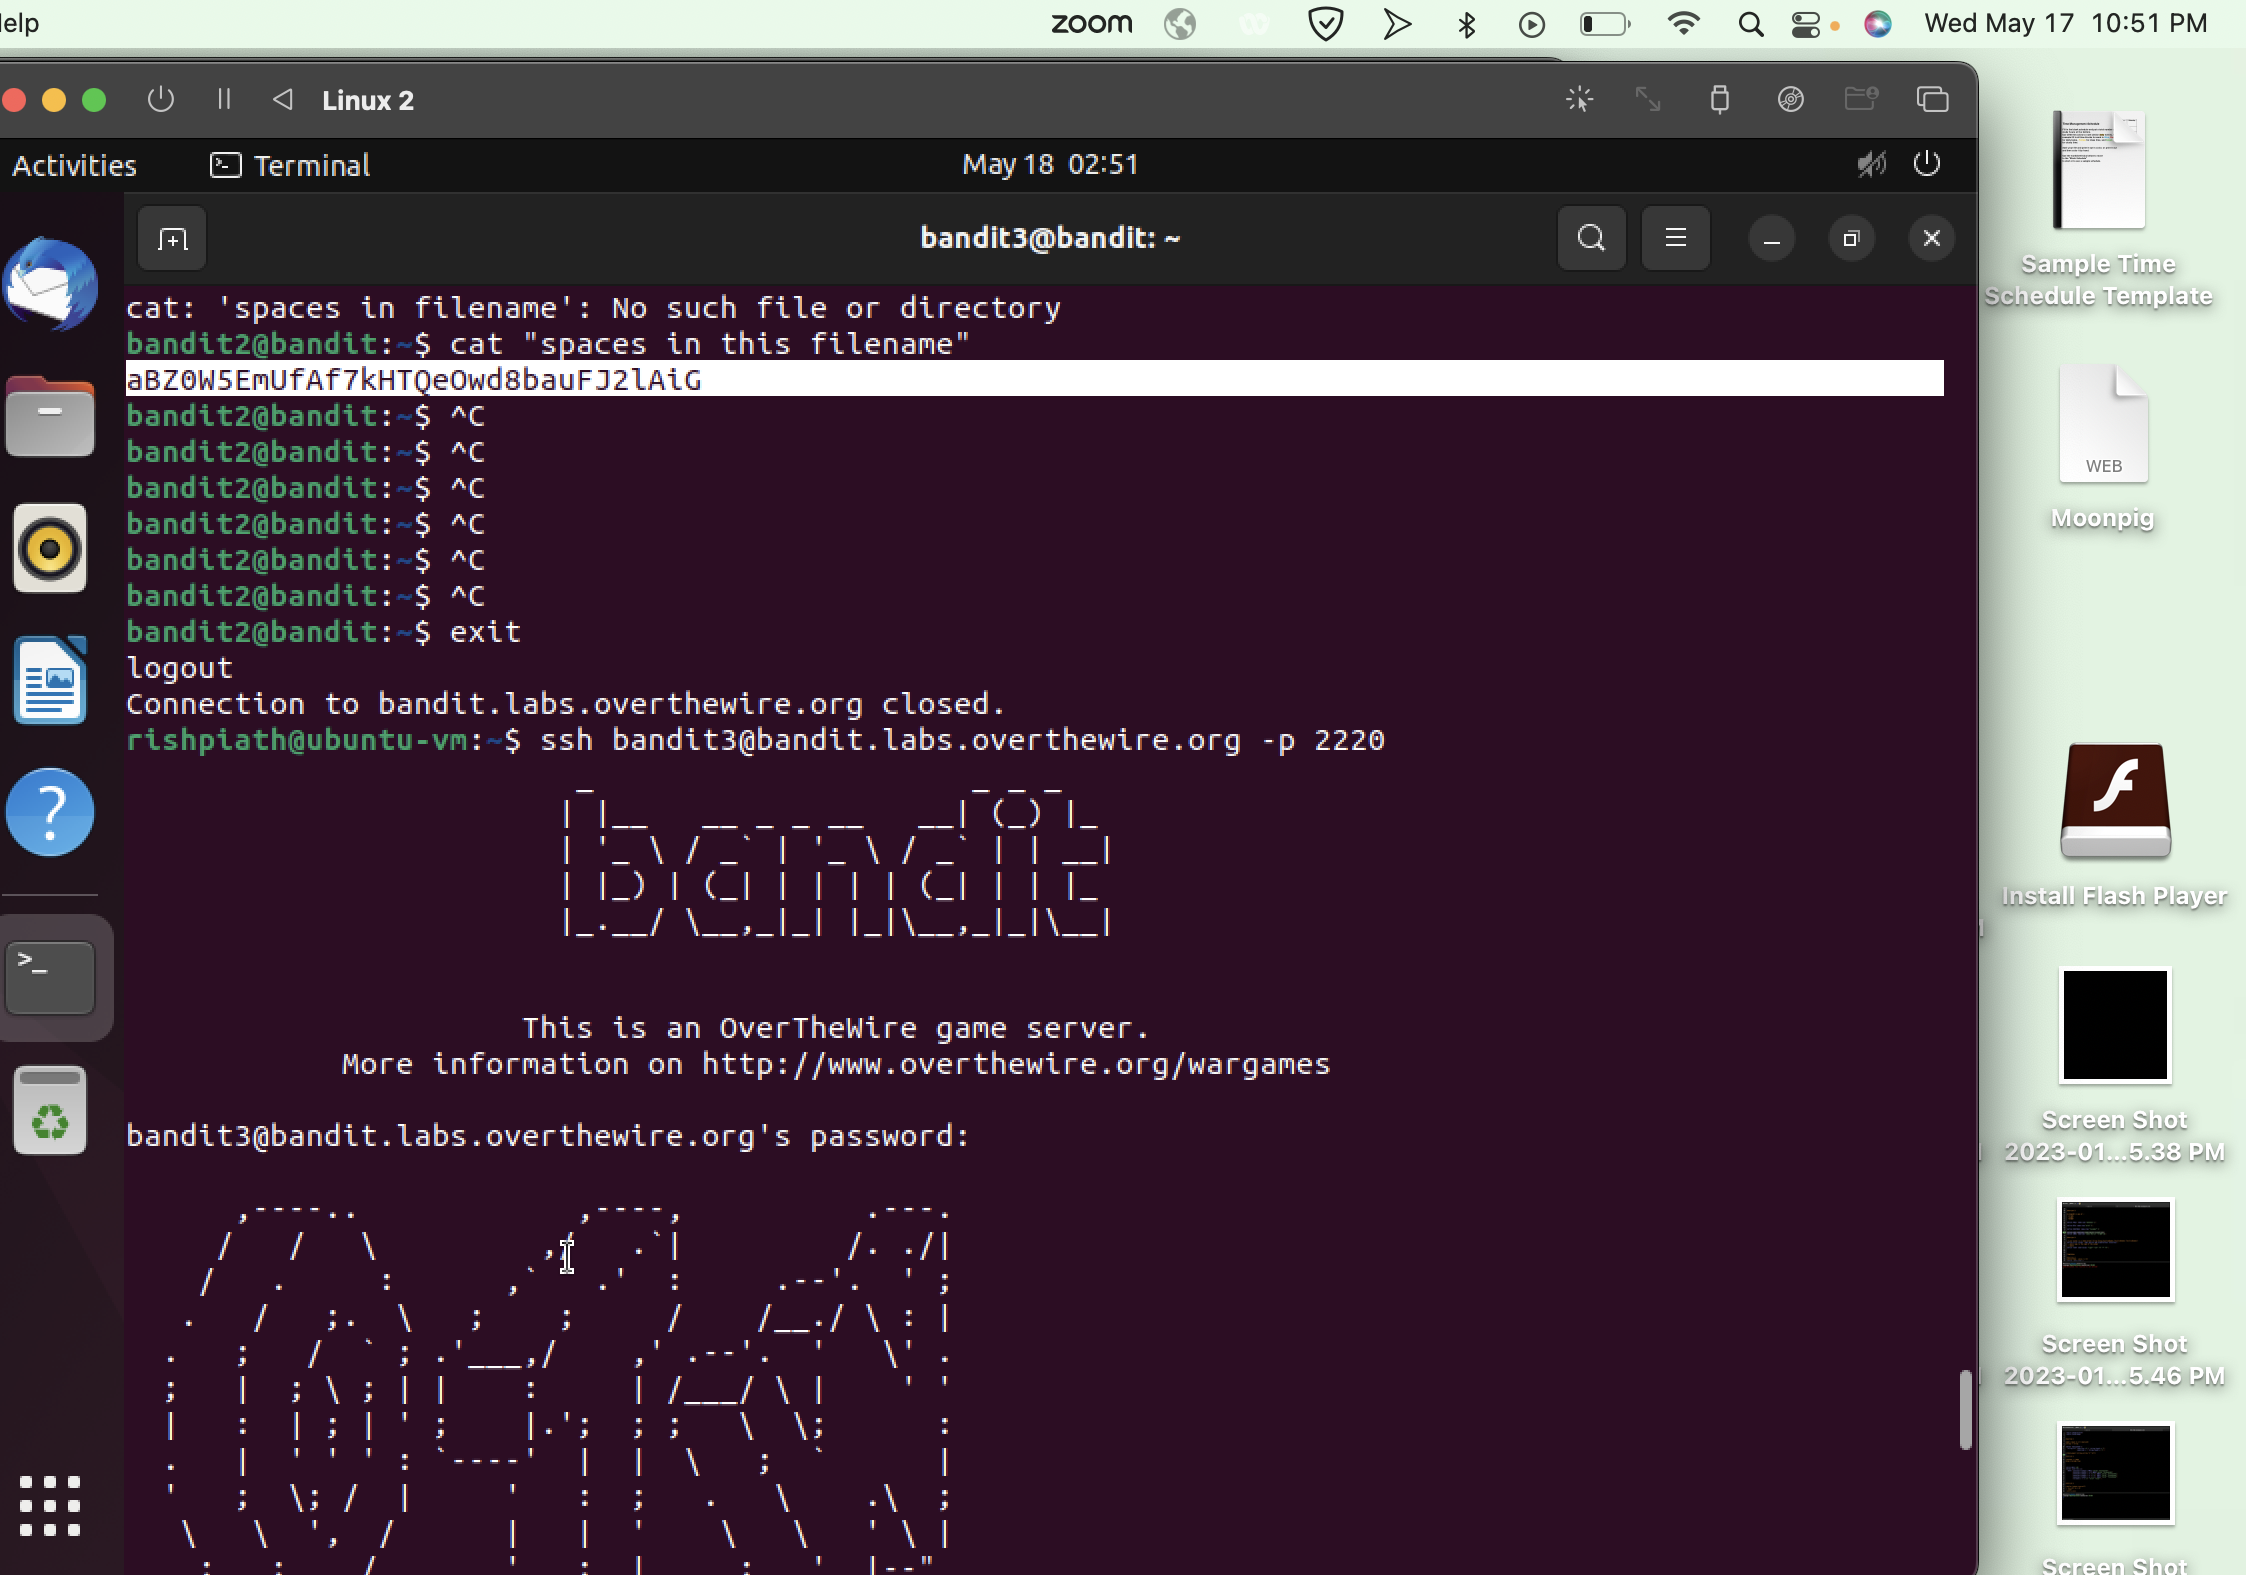 elp
zoom
Wed May 17 10:51 PM
Linux 2
Activities
Terminal
May 18 02:51
bandit3@bandit: ~
cat: 'spaces in filename': No such file or directory
bandit2@bandit:~$ cat "spaces in this filename"
aBZ0W5EmUfAf7kHTQeOwd8bauFJ2lAiG
bandit2@bandit:~$ ^C
bandit2@bandit:~$ ^C
bandit2@bandit:~$ ^C
bandit2@bandit:~$ ^C
bandit2@bandit:~$ ^C
bandit2@bandit:~$ ^C
bandit2@bandit:~$ exit
logout
Connection to bandit.labs.overthewire.org closed.
rishpiath@ubuntu-vm:~$ ssh bandit3@bandit.labs.overthewire.org -p 2220
bandit
This is an OverTheWire game server.
More information on http://www.overthewire.org/wargames
bandit3@bandit.labs.overthewire.org's password:
Sample Time
Schedule Template
WEB
Moonpig
Install Flash Player
Screen Shot
2023-01...5.38 PM
Screen Shot
2023-01...5.46 PM
Screen Shot